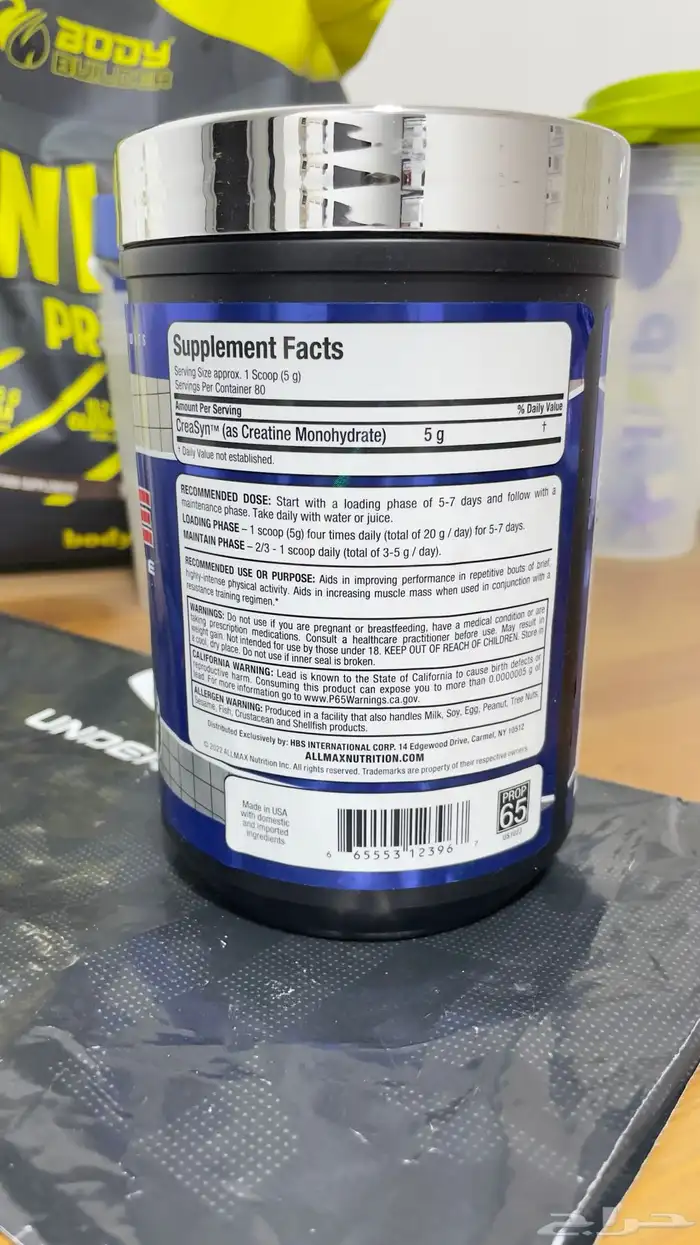 BODY
BUILDER
PR
UNDER
Supplement Facts
Serving Size approx. 1 Scoop (5 g)
Servings Per Container 80
Amount Per Serving % Daily Value
CreaSyn™ (as Creatine Monohydrate) 5 g †
† Daily Value not established.
RECOMMENDED DOSE: Start with a loading phase of 5-7 days and follow with a
maintenance phase. Take daily with water or juice.
LOADING PHASE – 1 scoop (5g) four times daily (total of 20 g / day) for 5-7 days.
MAINTAIN PHASE – 2/3 - 1 scoop daily (total of 3-5 g / day).
RECOMMENDED USE OR PURPOSE: Aids in improving performance in repetitive bouts of brief,
highly-intense physical activity. Aids in increasing muscle mass when used in conjunction with a
resistance training regimen.*
WARNINGS: Do not use if you are pregnant or breastfeeding, have a medical condition or are
taking prescription medications. Consult a healthcare practitioner before use. May result in
weight gain. Not intended for use by those under 18. KEEP OUT OF REACH OF CHILDREN. Store in
a cool, dry place. Do not use if inner seal is broken.
CALIFORNIA WARNING: Lead is known to the State of California to cause birth defects or
reproductive harm. Consuming this product can expose you to more than 0.0000005 g of
lead. For more information go to www.P65Warnings.ca.gov.
ALLERGEN WARNING: Produced in a facility that also handles Milk, Soy, Egg, Peanut, Tree Nuts,
Sesame, Fish, Crustacean and Shellfish products.
Distributed Exclusively by: HBS INTERNATIONAL CORP. 14 Edgewood Drive, Carmel, NY 10512
ALLMAXNUTRITION.COM
© 2022 ALLMAX Nutrition Inc. All rights reserved. Trademarks are property of their respective owners.
Made in USA
with domestic
and imported
ingredients
6 65553 12396 7
PROP
65
حراج